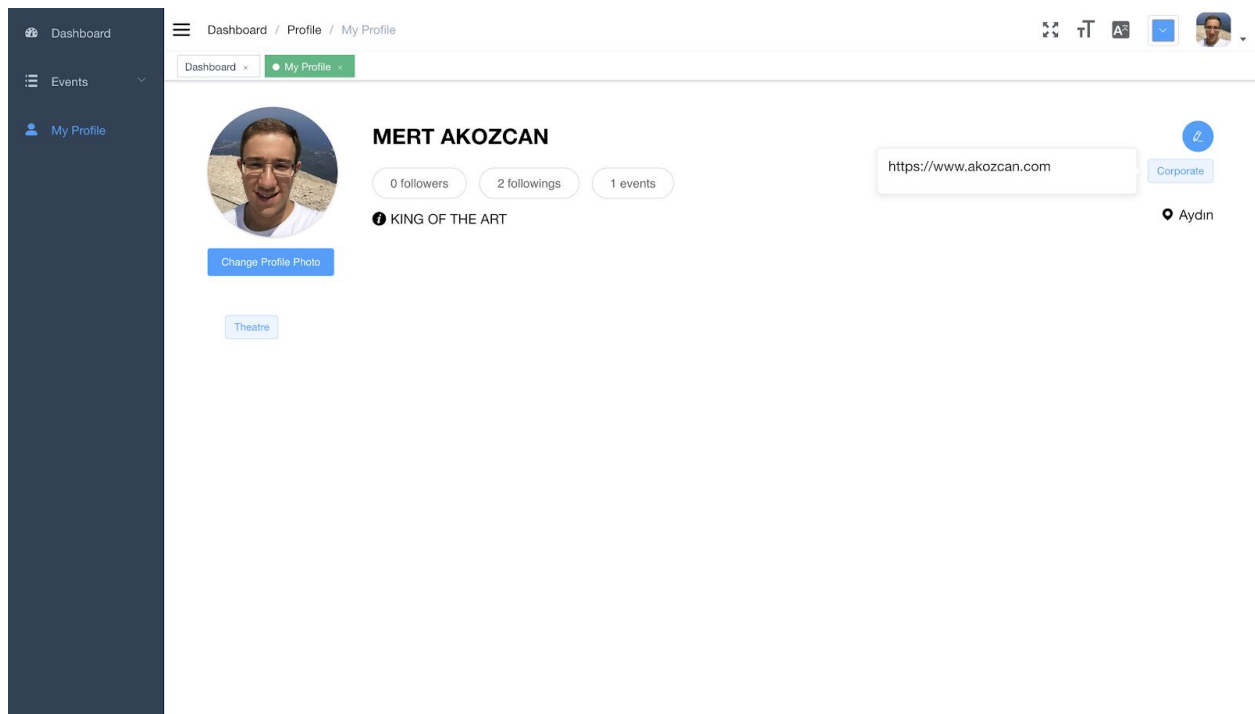 Dashboard
Events
My Profile
Dashboard / Profile / My Profile
Dashboard ×
My Profile ×
MERT AKOZCAN
0 followers 2 followings 1 events
KING OF THE ART
Change Profile Photo
Theatre
https://www.akozcan.com
Corporate
Aydın